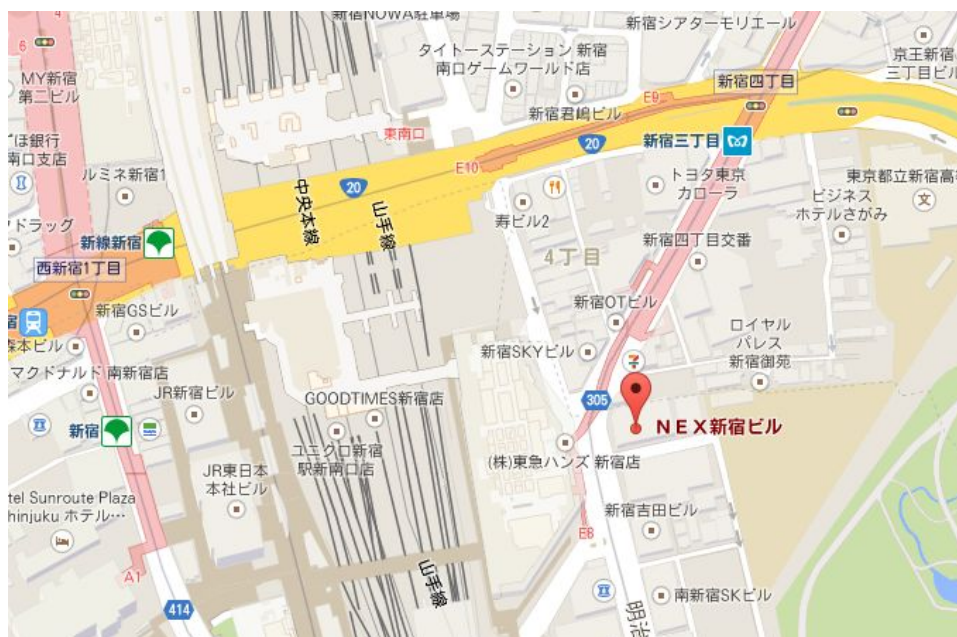 新宿NOWA駐車場
新宿シアターモリエール
6
4
MY新宿
第二ビル
タイトーステーション 新宿
南口ゲームワールド店
京王新宿
三丁目ビル
新宿四丁目
E9
新宿君嶋ビル
東南口
20
新宿三丁目
ほ銀行
南口支店
ルミネ新宿1
E10
20
トヨタ東京
カローラ
東京都立新宿高
ビジネス
ホテルさがみ
中央本線
山手線
寿ビル2
クドラッグ
新線新宿
西新宿1丁目
4丁目
新宿四丁目交番
新宿GSビル
新宿OTビル
宿
森本ビル
新宿SKYビル
ロイヤル
パレス
新宿御苑
マクドナルド 南新宿店
JR新宿ビル
GOODTIMES新宿店
305
NEX新宿ビル
新宿
ユニクロ新宿
駅新南口店
(株)東急ハンズ 新宿店
JR東日本
本社ビル
tel Sunroute Plaza
hinjuku ホテル…
新宿吉田ビル
E8
A1
山手線
414
明治
南新宿SKビル